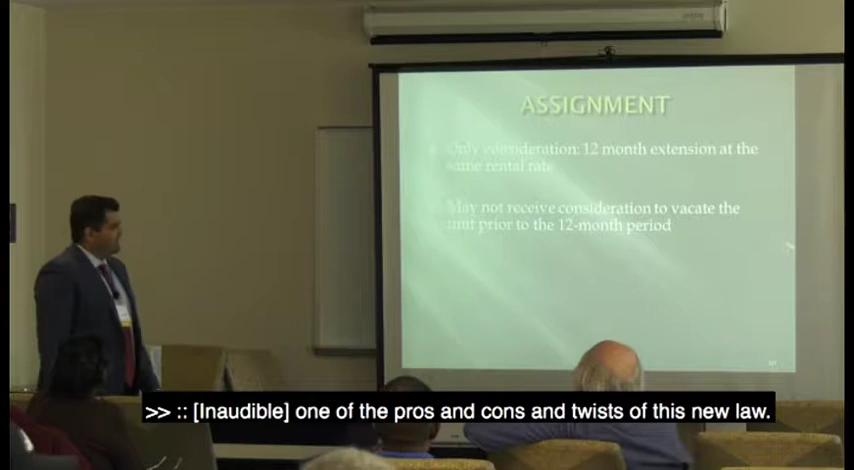 ASSIGNMENT
Only consideration: 12 month extension at the
same rental rate
May not receive consideration to vacate the
unit prior to the 12-month period
>> :: [Inaudible] one of the pros and cons and twists of this new law.